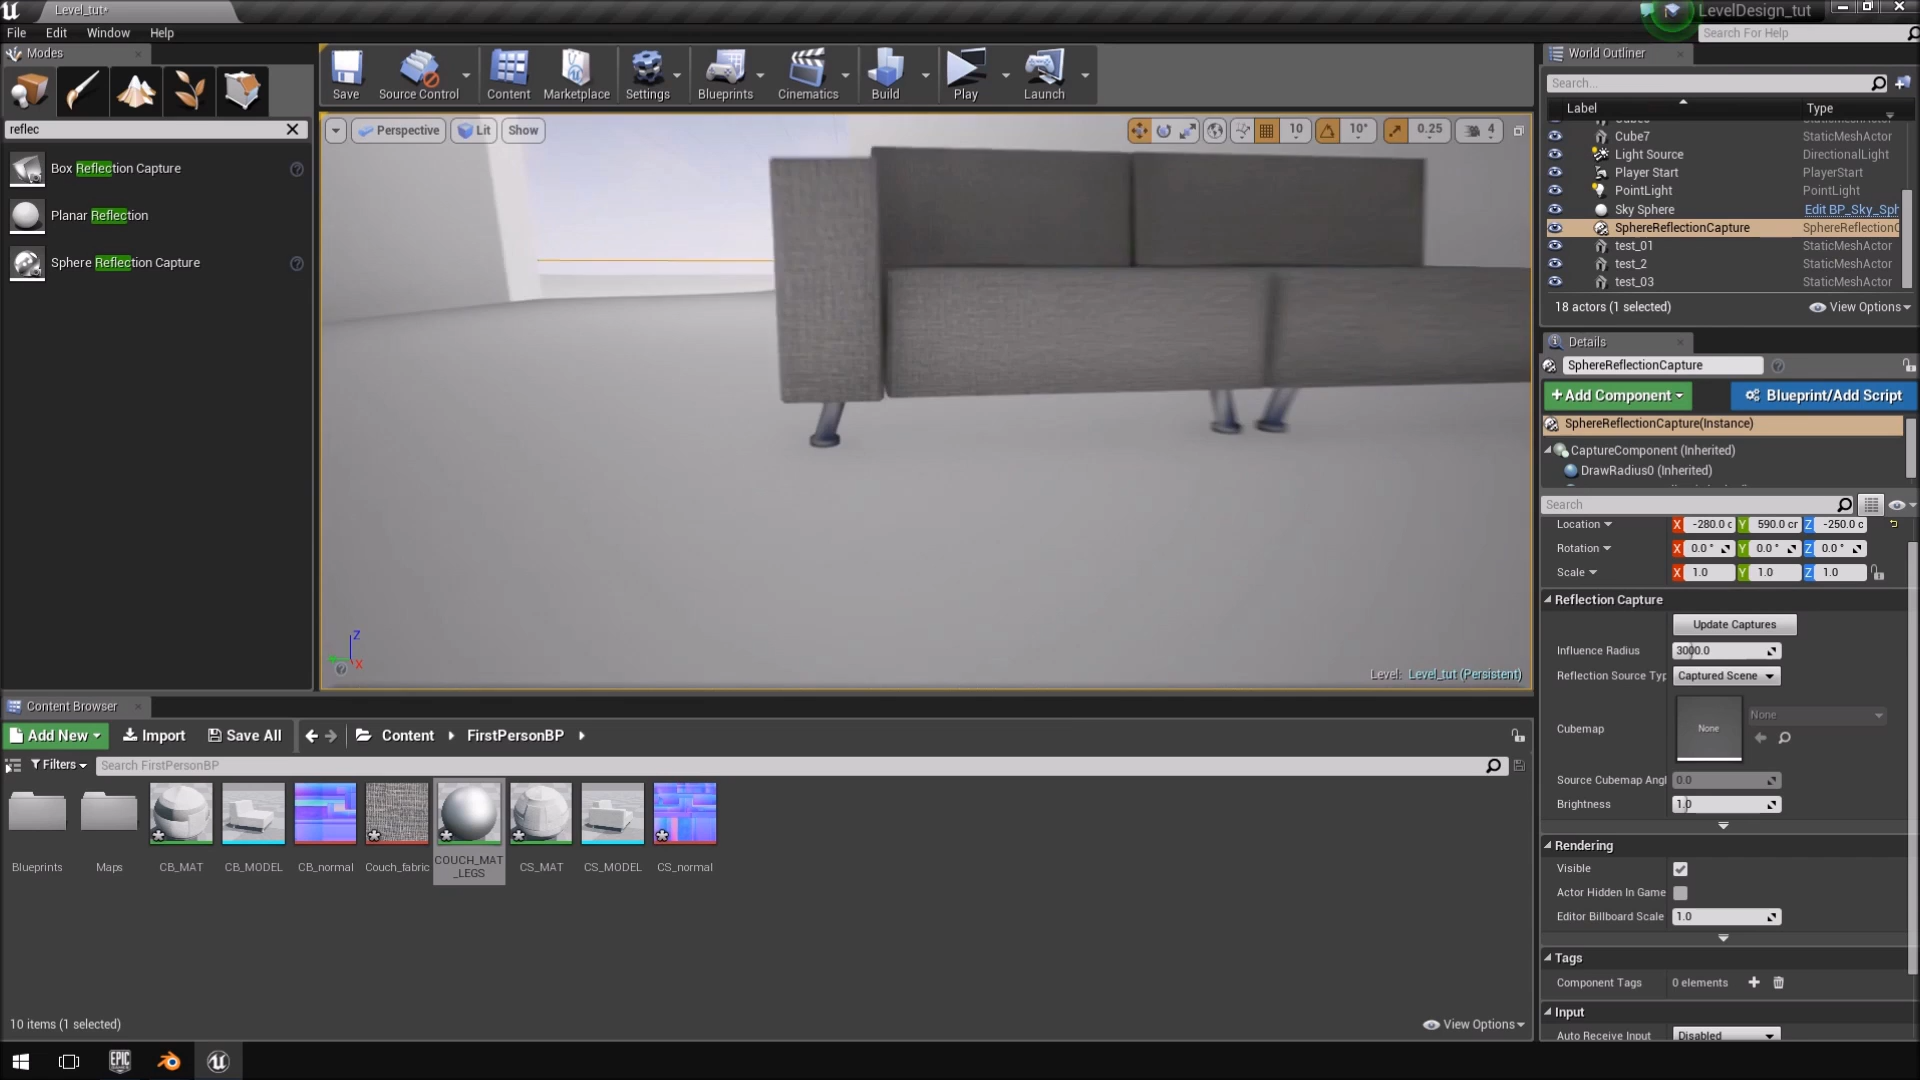 Level_tut*
LevelDesign_tut
File Edit Window Help
Search For Help
Modes
reflec
Box Reflection Capture
Planar Reflection
Sphere Reflection Capture
Save
Source Control
Content
Marketplace
Settings
Blueprints
Cinematics
Build
Play
Launch
Perspective
Lit
Show
10
10°
0.25
4
Z
X
Level: Level_tut (Persistent)
World Outliner
Search...
Label Type
Cube7 StaticMeshActor
Light Source DirectionalLight
Player Start PlayerStart
PointLight PointLight
Sky Sphere Edit BP_Sky_Sph
SphereReflectionCapture SphereReflectionC
test_01 StaticMeshActor
test_2 StaticMeshActor
test_03 StaticMeshActor
18 actors (1 selected) View Options
Details
SphereReflectionCapture
+Add Component Blueprint/Add Script
SphereReflectionCapture(Instance)
CaptureComponent (Inherited)
DrawRadius0 (Inherited)
Search
Location X -280.0 c Y 590.0 cr Z -250.0 c
Rotation X 0.0 ° Y 0.0 ° Z 0.0 °
Scale X 1.0 Y 1.0 Z 1.0
Reflection Capture
Update Captures
Influence Radius 3000.0
Reflection Source Typ Captured Scene
Cubemap None None
Source Cubemap Angl 0.0
Brightness 1.0
Rendering
Visible
Actor Hidden In Game
Editor Billboard Scale 1.0
Tags
Component Tags 0 elements
Input
Auto Receive Input Disabled
Content Browser
Add New Import Save All Content FirstPersonBP
Filters Search FirstPersonBP
Blueprints
Maps
CB_MAT
CB_MODEL
CB_normal
Couch_fabric
COUCH_MAT
_LEGS
CS_MAT
CS_MODEL
CS_normal
10 items (1 selected) View Options
EPIC